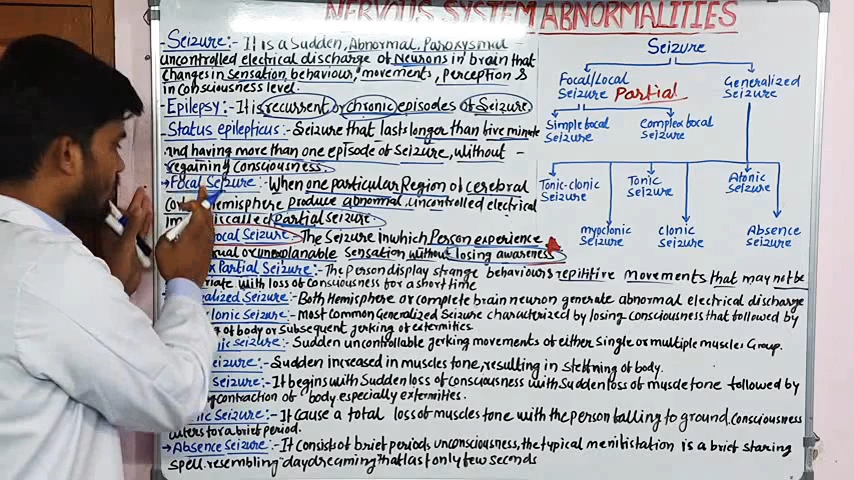 NERVOUS SYSTEM ABNORMALITIES
-Seizure:- It is a Sudden, Abnormal, Paroxysmal -
uncontrolled electrical discharge of Neurons in brain that
changes in sensation behaviour, movements, perception &
in consciousness level.
-Epilepsy:- It is recurrent or chronic episodes of Seizure.
-Status epilepticus:- Seizure that lasts longer than five minute
and having more than one episode of seizure, without -
regaining consciousness.
→Focal Seizure:- When one particular Region of cerebral
hemisphere produce abnormal, uncontrolled electrical
called Partial seizure.
Focal Seizure The Seizure in which Person experience
or unexplanable sensation without losing awareness
Partial Seizure:- The person display strange behaviour & repititive movements that may not be
with loss of consciousness for a short time
Seizure:- Both Hemisphere or complete brain neuron generate abnormal electrical discharge
clonic Seizure:- most common Generalized Seizure characterized by losing consciousness that followed by
of body or Subsequent jerking of extermities.
Seizure:- Sudden uncontrollable jerking movements of either single or multiple muscles Group.
Seizure:- Sudden increased in muscles tone, resulting in stiffning of body.
Seizure:- It begins with Sudden loss of consciousness with Sudden loss of muscle tone followed by
contraction of body, especially extermities.
Seizure:- It cause a total loss of muscles tone with the person falling to ground. Consciousness
for a brief period.
→Absence Seizure:- It consists of brief period unconsciousness, the typical menifistation is a brief staring
spell. resembling daydreaming that last only few seconds
Seizure
Focal/Local
Seizure Partial
Generalized
Seizure
Simple focal
Seizure
Complex focal
Seizure
Tonic-clonic
Seizure
Tonic
Seizure
Atonic
Seizure
myoclonic
Seizure
clonic
seizure
Absence
seizure